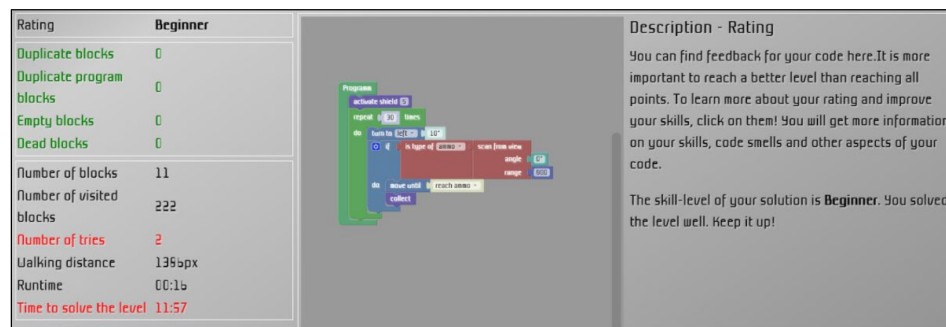 Rating Beginner
Duplicate blocks 0
Duplicate program blocks 0
Empty blocks 0
Dead blocks 0
Number of blocks 11
Number of visited blocks 222
Number of tries 2
Walking distance 1396px
Runtime 00:16
Time to solve the level 11:57
Programm
activate shield 5
repeat 30 times
do turn to left 10°
if is type of ammo scan from view
angle 0°
range 900
do move until reach ammo
collect
Description - Rating
You can find feedback for your code here.It is more
important to reach a better level than reaching all
points. To learn more about your rating and improve
your skills, click on them! You will get more information
on your skills, code smells and other aspects of your
code.
The skill-level of your solution is Beginner. You solved
the level well. Keep it up!